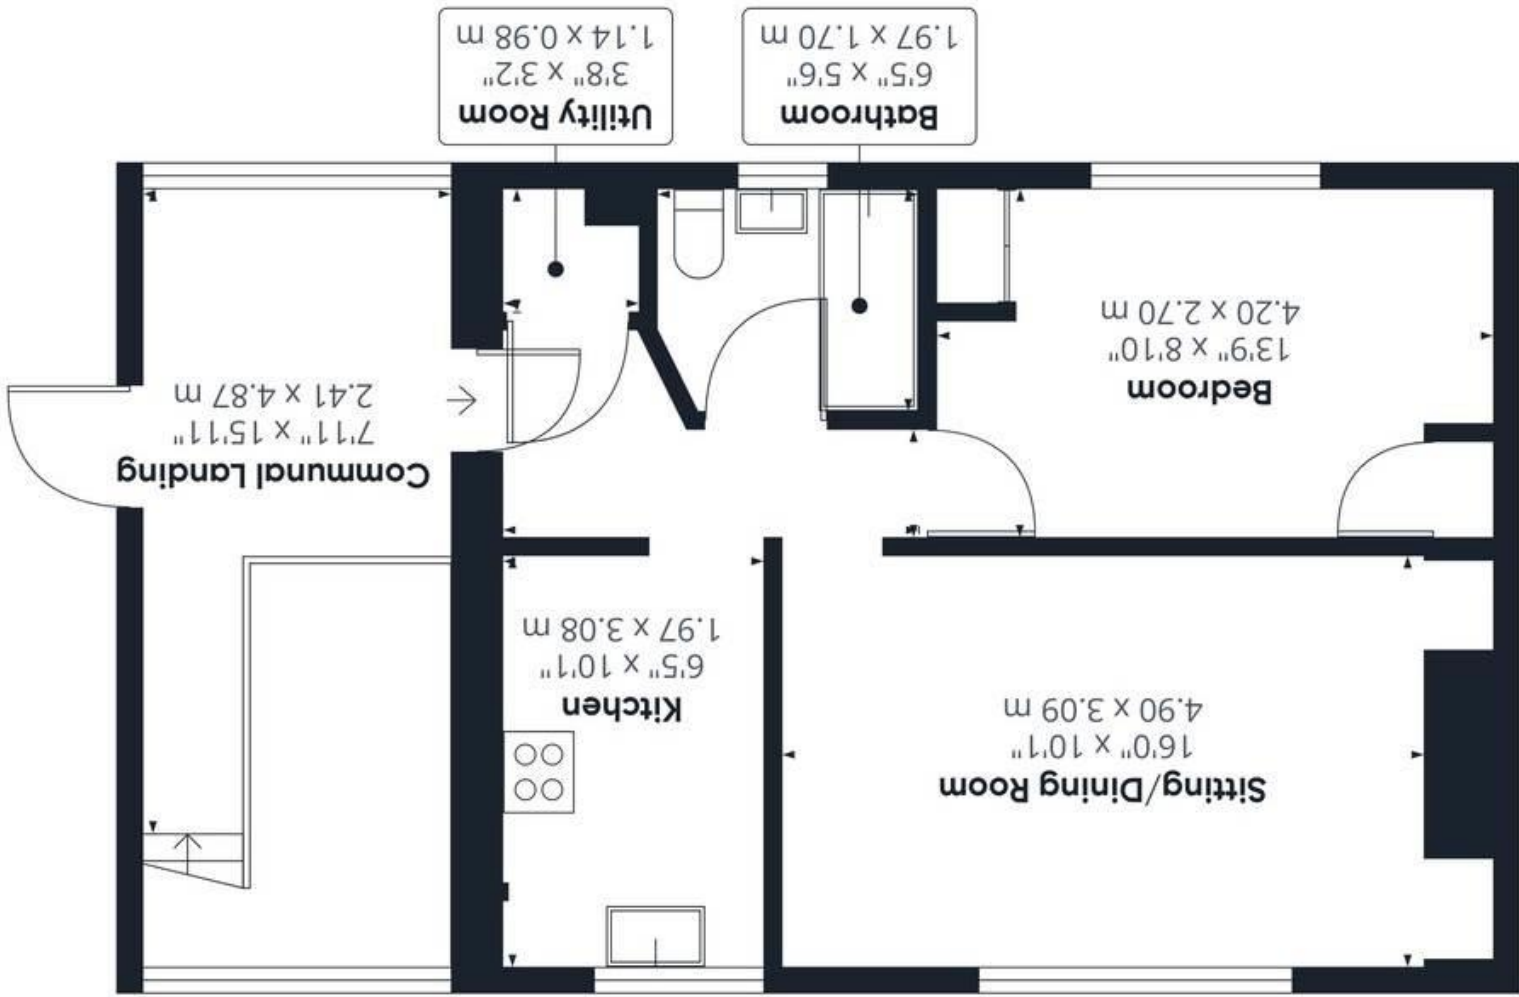 Sitting/Dining Room
16'0" x 10'1"
4.90 x 3.09 m
Kitchen
6'5" x 10'1"
1.97 x 3.08 m
Communal Landing
7'11" x 15'11"
2.41 x 4.87 m
Bedroom
13'9" x 8'10"
4.20 x 2.70 m
Bathroom
6'5" x 5'6"
1.97 x 1.70 m
Utility Room
3'8" x 3'2"
1.14 x 0.98 m